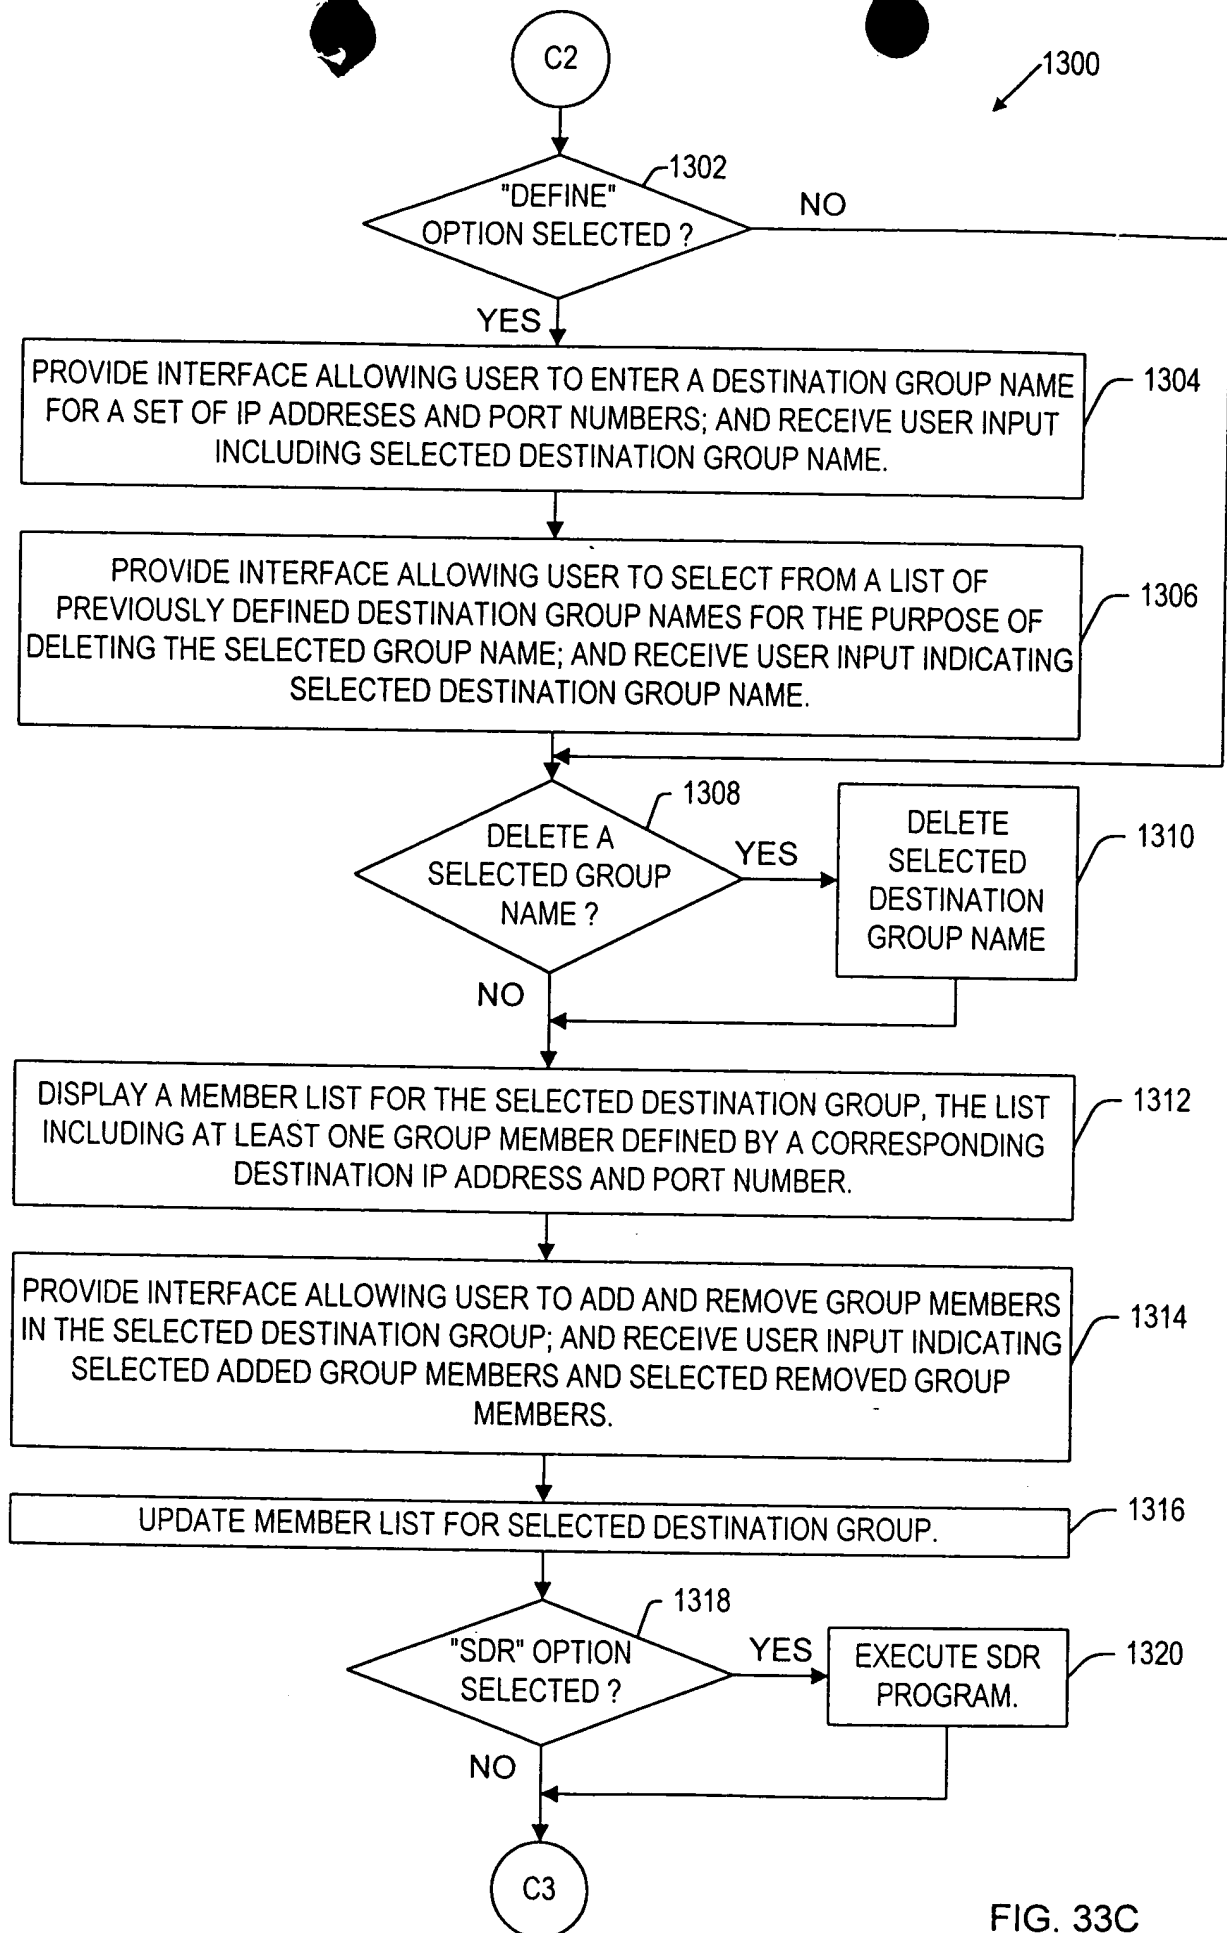 C2
1300
1302
"DEFINE"
OPTION SELECTED ?
NO
YES
PROVIDE INTERFACE ALLOWING USER TO ENTER A DESTINATION GROUP NAME
FOR A SET OF IP ADDRESES AND PORT NUMBERS; AND RECEIVE USER INPUT
INCLUDING SELECTED DESTINATION GROUP NAME.
1304
PROVIDE INTERFACE ALLOWING USER TO SELECT FROM A LIST OF
PREVIOUSLY DEFINED DESTINATION GROUP NAMES FOR THE PURPOSE OF
DELETING THE SELECTED GROUP NAME; AND RECEIVE USER INPUT INDICATING
SELECTED DESTINATION GROUP NAME.
1306
1308
DELETE A
SELECTED GROUP
NAME ?
YES
DELETE
SELECTED
DESTINATION
GROUP NAME
1310
NO
DISPLAY A MEMBER LIST FOR THE SELECTED DESTINATION GROUP, THE LIST
INCLUDING AT LEAST ONE GROUP MEMBER DEFINED BY A CORRESPONDING
DESTINATION IP ADDRESS AND PORT NUMBER.
1312
PROVIDE INTERFACE ALLOWING USER TO ADD AND REMOVE GROUP MEMBERS
IN THE SELECTED DESTINATION GROUP; AND RECEIVE USER INPUT INDICATING
SELECTED ADDED GROUP MEMBERS AND SELECTED REMOVED GROUP
MEMBERS.
1314
UPDATE MEMBER LIST FOR SELECTED DESTINATION GROUP.
1316
1318
"SDR" OPTION
SELECTED ?
YES
EXECUTE SDR
PROGRAM.
1320
NO
C3
FIG. 33C